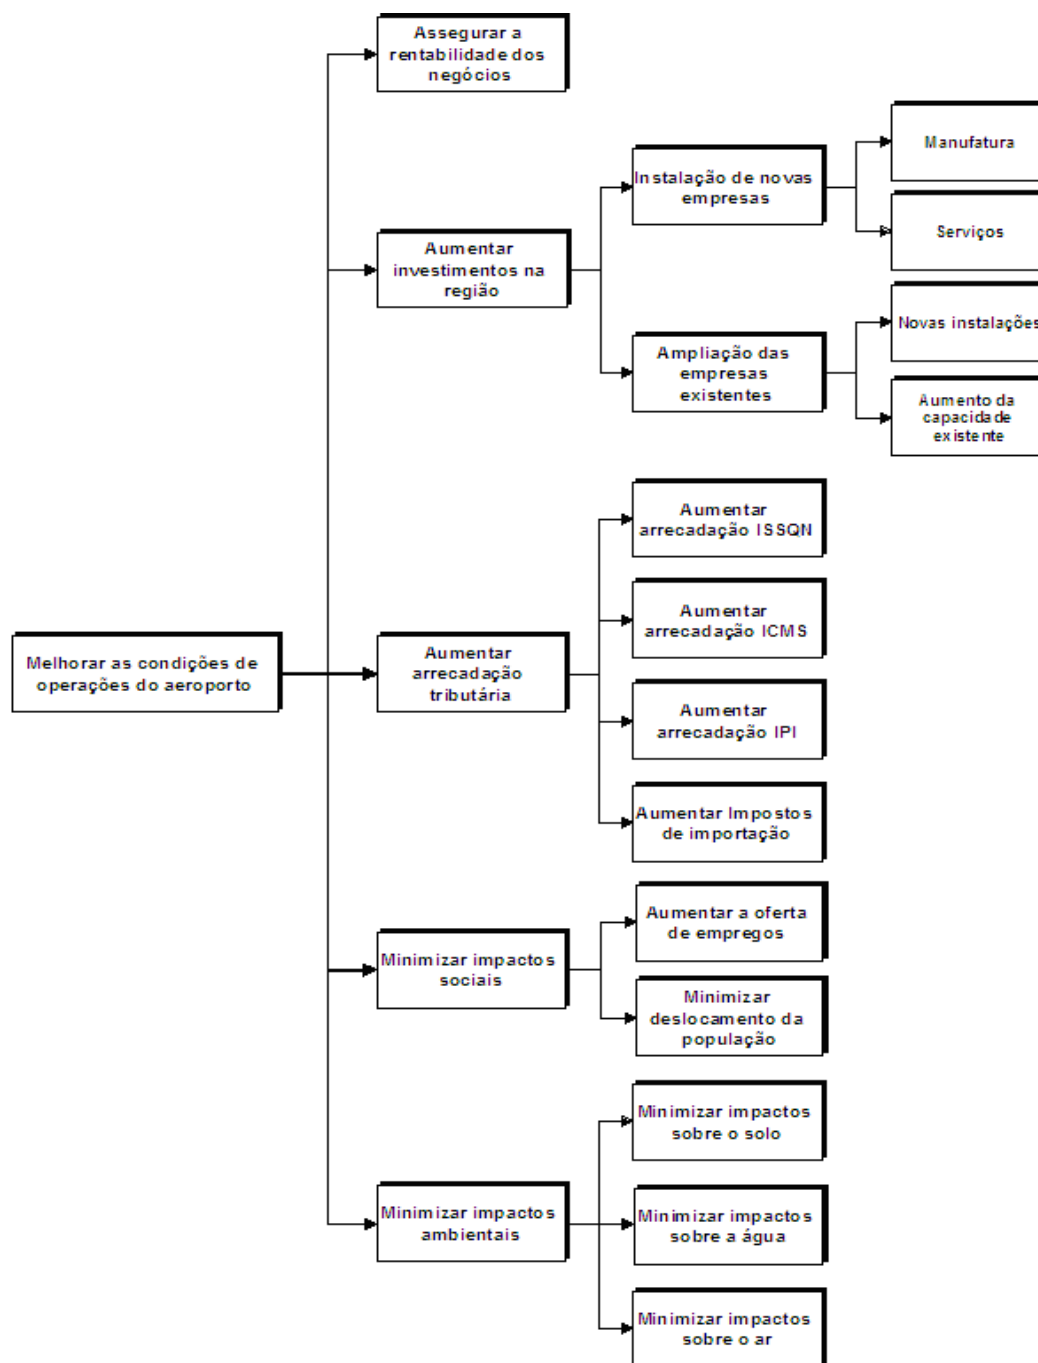 Assegurar a
rentabilidade dos
negócios
Manufatura
Instalação de novas
empresas
Serviços
Aumentar
investimentos na
região
Novas instalações
Ampliação das
empresas
existentes
Aumento da
capacidade
existente
Aumentar
arrecadação ISSQN
Aumentar
arrecadação ICMS
Melhorar as condições de
operações do aeroporto
Aumentar
arrecadação
tributária
Aumentar
arrecadação IPI
Aumentar Impostos
de importação
Aumentar a oferta
de empregos
Minimizar impactos
sociais
Minimizar
deslocamento da
população
Minimizar impactos
sobre o solo
Minimizar impactos
ambientais
Minimizar impactos
sobre a água
Minimizar impactos
sobre o ar